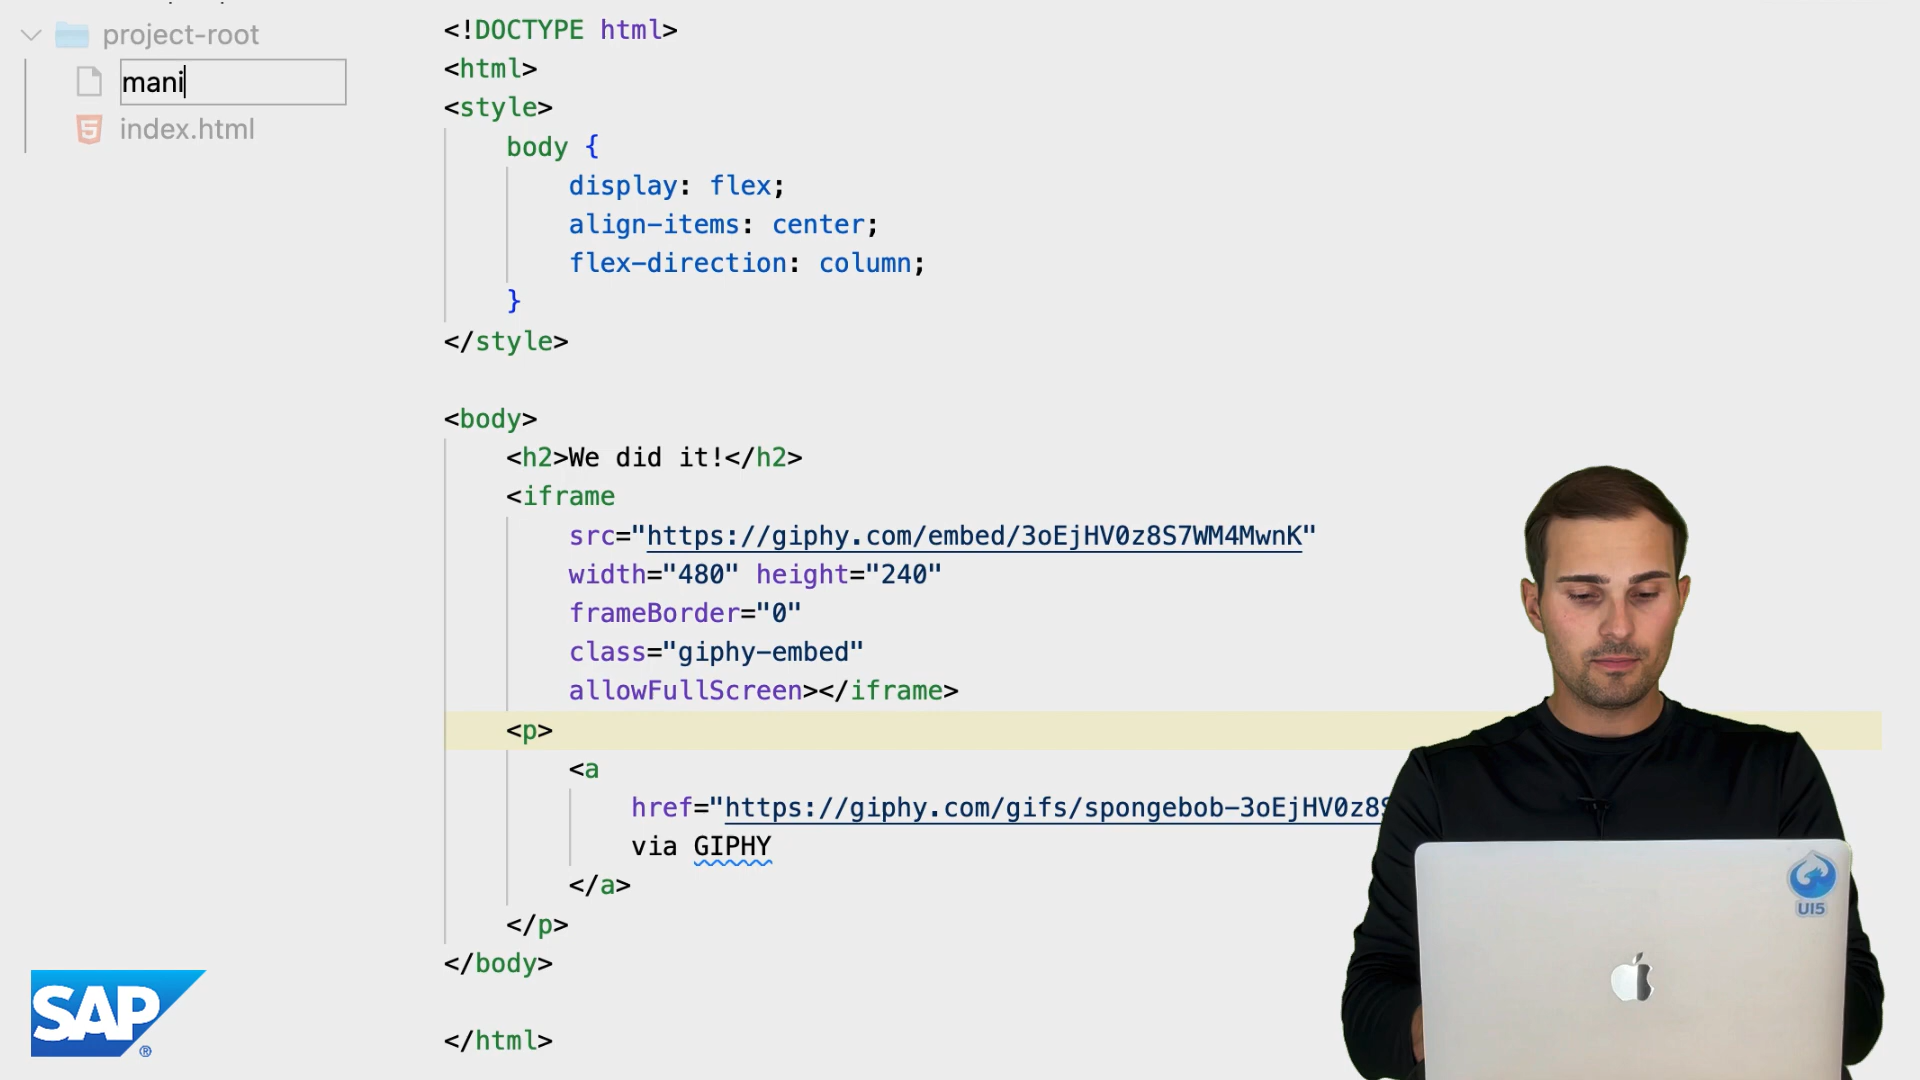 project-root
mani
index.html
<!DOCTYPE html>
<html>
<style>
body {
display: flex;
align-items: center;
flex-direction: column;
}
</style>
<body>
<h2>We did it!</h2>
<iframe
src="https://giphy.com/embed/3oEjHV0z8S7WM4MwnK"
width="480" height="240"
frameBorder="0"
class="giphy-embed"
allowFullScreen></iframe>
<p>
<a
href="https://giphy.com/gifs/spongebob-3oEjHV0z8S
via GIPHY
</a>
</p>
</body>
</html>
SAP®
UI5